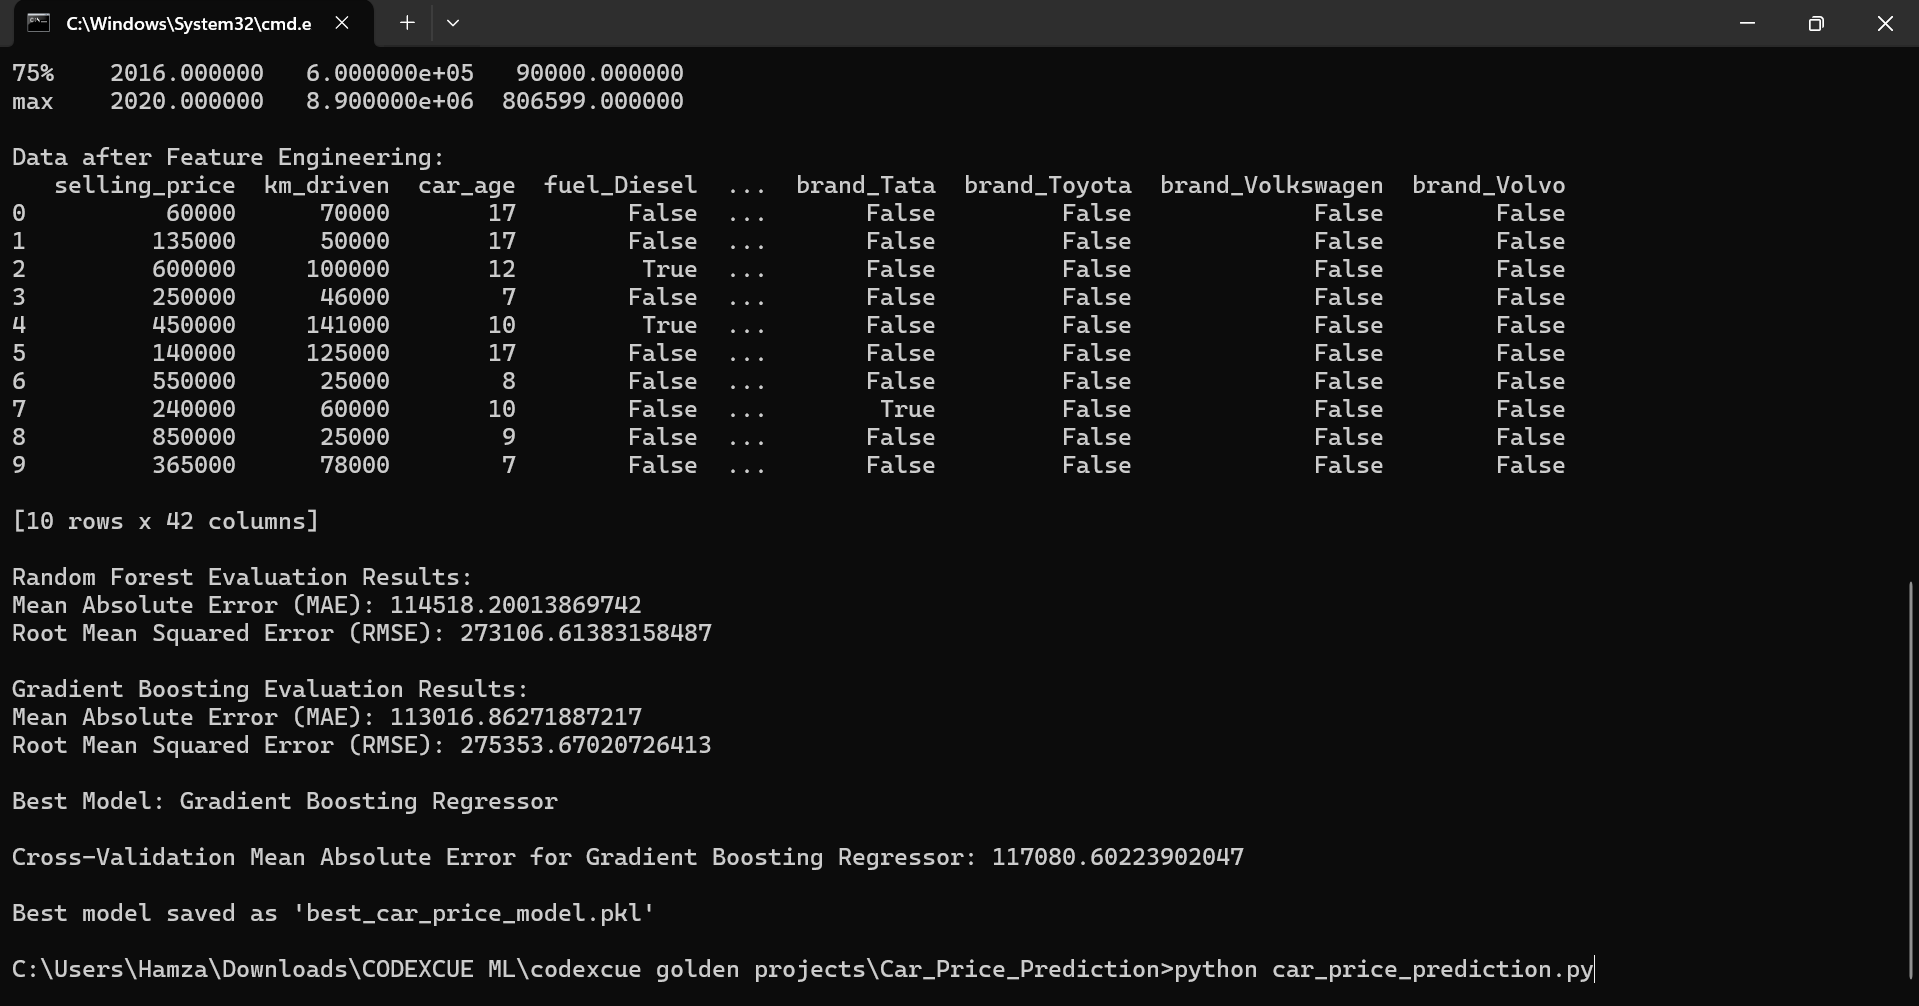 C:\Windows\System32\cmd.e
75%    2016.000000   6.000000e+05   90000.000000
max    2020.000000   8.900000e+06  806599.000000
Data after Feature Engineering:
   selling_price  km_driven  car_age  fuel_Diesel  ...  brand_Tata  brand_Toyota  brand_Volkswagen  brand_Volvo
0          60000      70000       17        False  ...       False         False             False        False
1         135000      50000       17        False  ...       False         False             False        False
2         600000     100000       12         True  ...       False         False             False        False
3         250000      46000        7        False  ...       False         False             False        False
4         450000     141000       10         True  ...       False         False             False        False
5         140000     125000       17        False  ...       False         False             False        False
6         550000      25000        8        False  ...       False         False             False        False
7         240000      60000       10        False  ...        True         False             False        False
8         850000      25000        9        False  ...       False         False             False        False
9         365000      78000        7        False  ...       False         False             False        False
[10 rows x 42 columns]
Random Forest Evaluation Results:
Mean Absolute Error (MAE): 114518.20013869742
Root Mean Squared Error (RMSE): 273106.61383158487
Gradient Boosting Evaluation Results:
Mean Absolute Error (MAE): 113016.86271887217
Root Mean Squared Error (RMSE): 275353.67020726413
Best Model: Gradient Boosting Regressor
Cross-Validation Mean Absolute Error for Gradient Boosting Regressor: 117080.60223902047
Best model saved as 'best_car_price_model.pkl'
C:\Users\Hamza\Downloads\CODEXCUE ML\codexcue golden projects\Car_Price_Prediction>python car_price_prediction.py